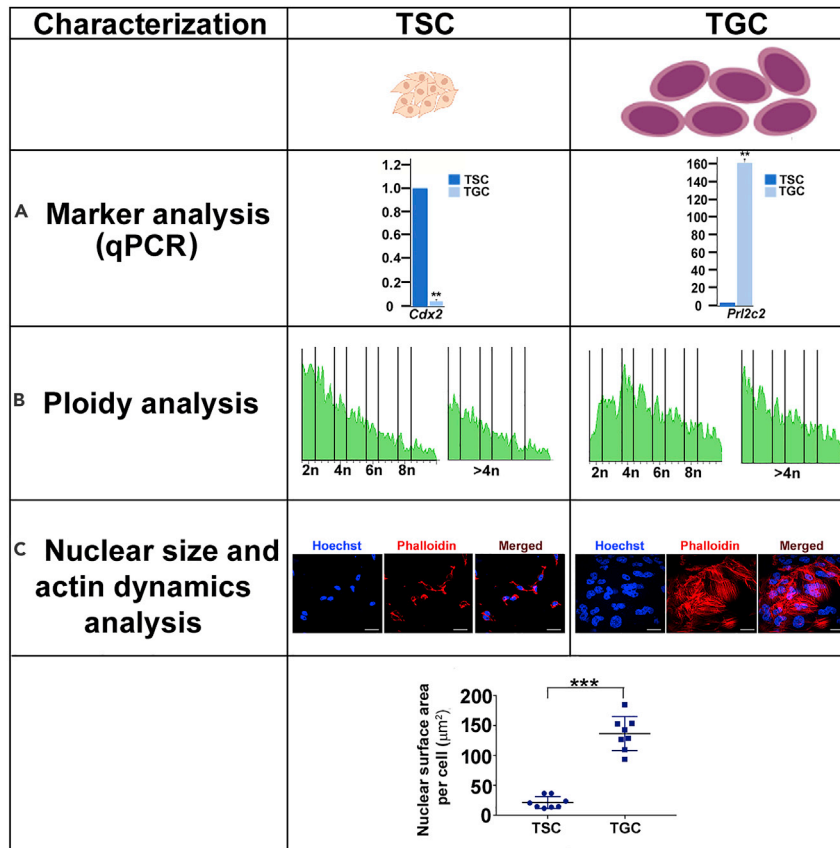 Characterization
TSC
TGC
A Marker analysis
(qPCR)
1.2
1.0
0.8
0.6
0.4
0.2
0
TSC
TGC
**
Cdx2
160
140
120
100
80
60
40
20
0
TSC
TGC
**
Prl2c2
B Ploidy analysis
2n 4n 6n 8n
>4n
2n 4n 6n 8n
>4n
C Nuclear size and
actin dynamics
analysis
Hoechst Phalloidin Merged
Hoechst Phalloidin Merged
Nuclear surface area
per cell (μm²)
200
150
100
50
0
***
TSC TGC